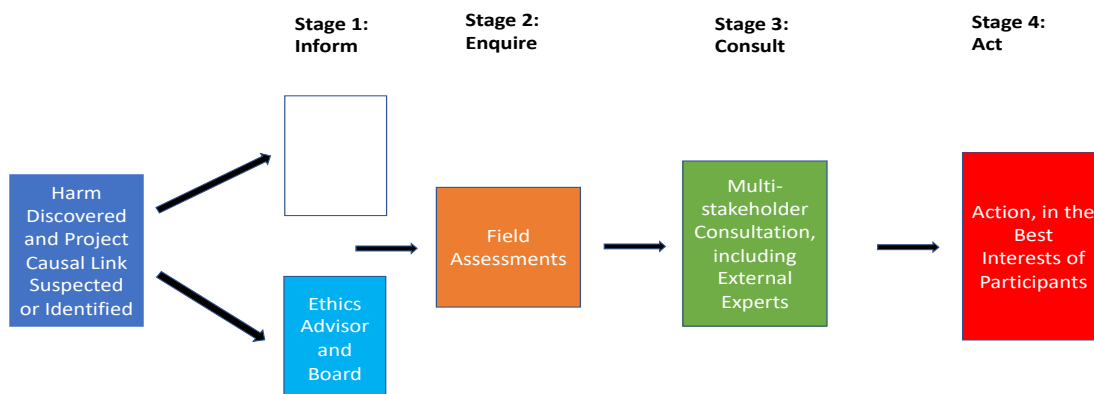 Stage 1:
Inform
Stage 2:
Enquire
Stage 3:
Consult
Stage 4:
Act
Harm
Discovered
and Project
Causal Link
Suspected
or Identified
Ethics
Advisor
and
Board
Field
Assessments
Multi-
stakeholder
Consultation,
including
External
Experts
Action, in the
Best
Interests of
Participants